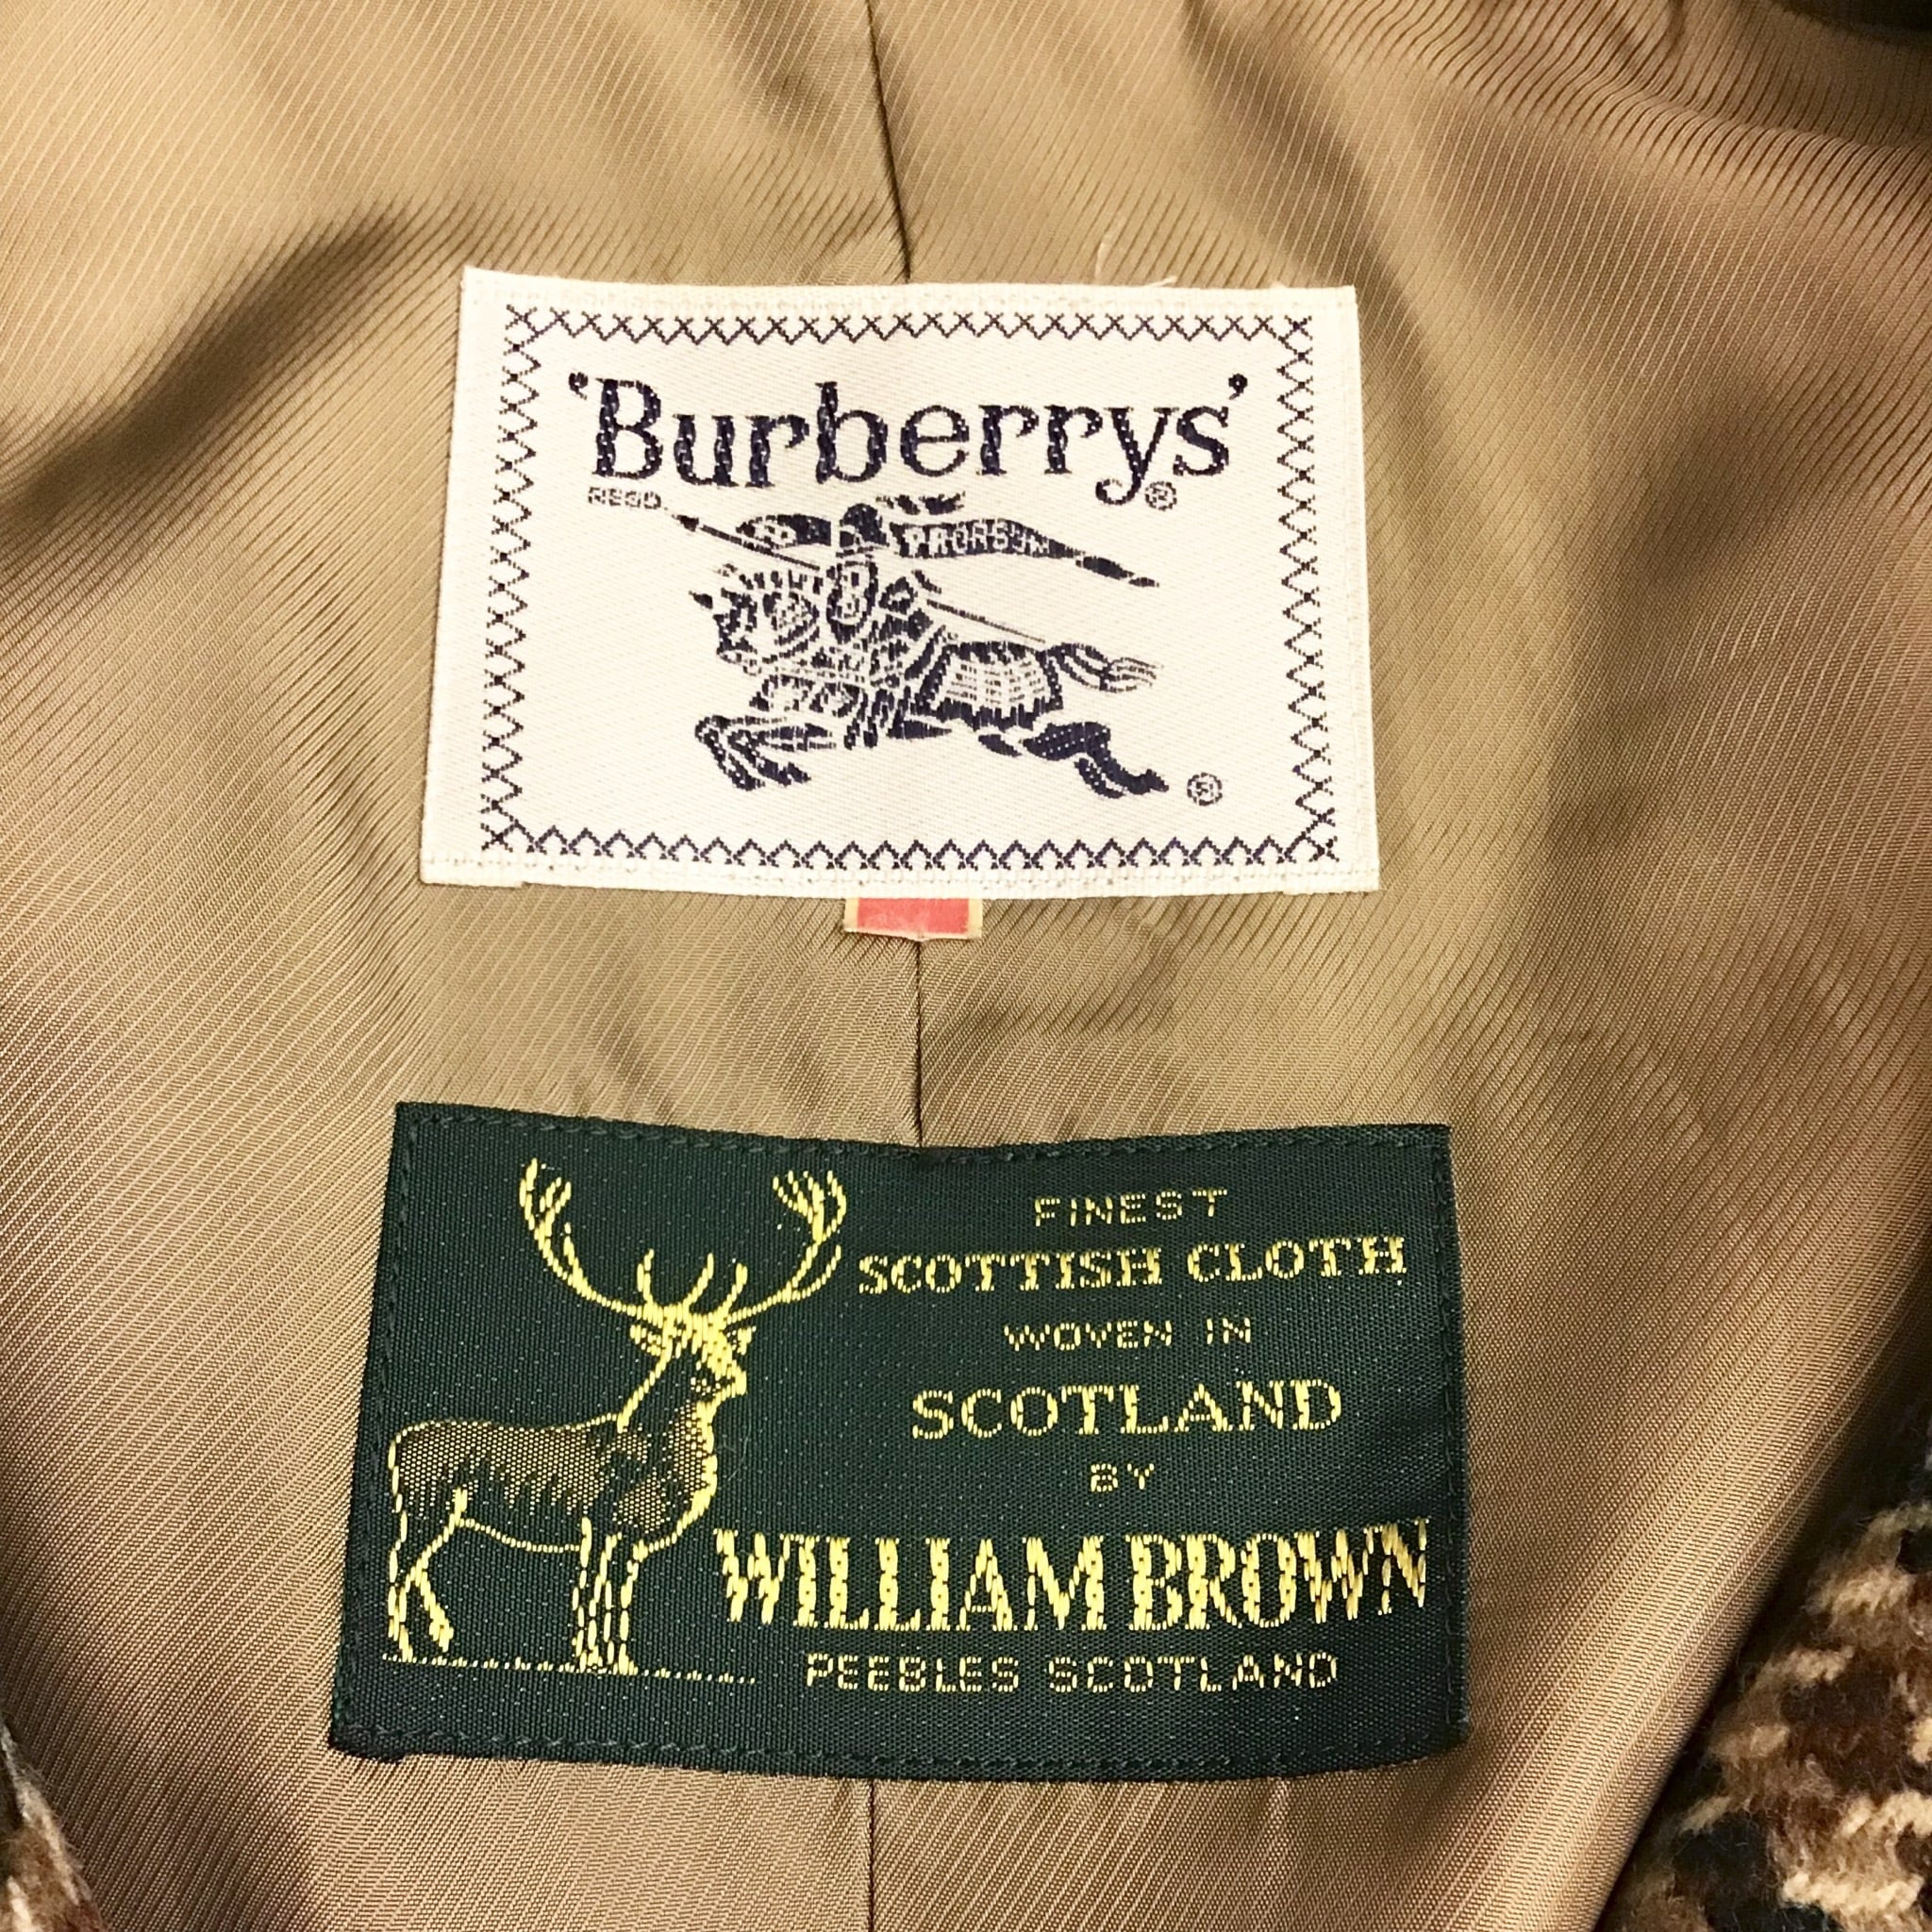 'Burberrys'
REGD ®
PRORSUM
®
FINEST
SCOTTISH CLOTH
WOVEN IN
SCOTLAND
BY
WILLIAM BROWN
PEEBLES SCOTLAND